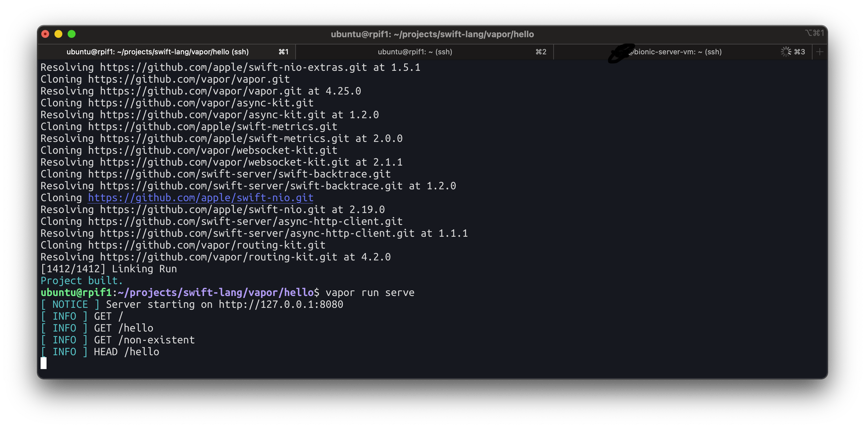 ubuntu@rpif1: ~/projects/swift-lang/vapor/hello
⌥⌘1
ubuntu@rpif1: ~/projects/swift-lang/vapor/hello (ssh) ⌘1
ubuntu@rpif1: ~ (ssh) ⌘2
bionic-server-vm: ~ (ssh) ⌘3
Resolving https://github.com/apple/swift-nio-extras.git at 1.5.1
Cloning https://github.com/vapor/vapor.git
Resolving https://github.com/vapor/vapor.git at 4.25.0
Cloning https://github.com/vapor/async-kit.git
Resolving https://github.com/vapor/async-kit.git at 1.2.0
Cloning https://github.com/apple/swift-metrics.git
Resolving https://github.com/apple/swift-metrics.git at 2.0.0
Cloning https://github.com/vapor/websocket-kit.git
Resolving https://github.com/vapor/websocket-kit.git at 2.1.1
Cloning https://github.com/swift-server/swift-backtrace.git
Resolving https://github.com/swift-server/swift-backtrace.git at 1.2.0
Cloning https://github.com/apple/swift-nio.git
Resolving https://github.com/apple/swift-nio.git at 2.19.0
Cloning https://github.com/swift-server/async-http-client.git
Resolving https://github.com/swift-server/async-http-client.git at 1.1.1
Cloning https://github.com/vapor/routing-kit.git
Resolving https://github.com/vapor/routing-kit.git at 4.2.0
[1412/1412] Linking Run
Project built.
ubuntu@rpif1:~/projects/swift-lang/vapor/hello$ vapor run serve
[ NOTICE ] Server starting on http://127.0.0.1:8080
[ INFO ] GET /
[ INFO ] GET /hello
[ INFO ] GET /non-existent
[ INFO ] HEAD /hello